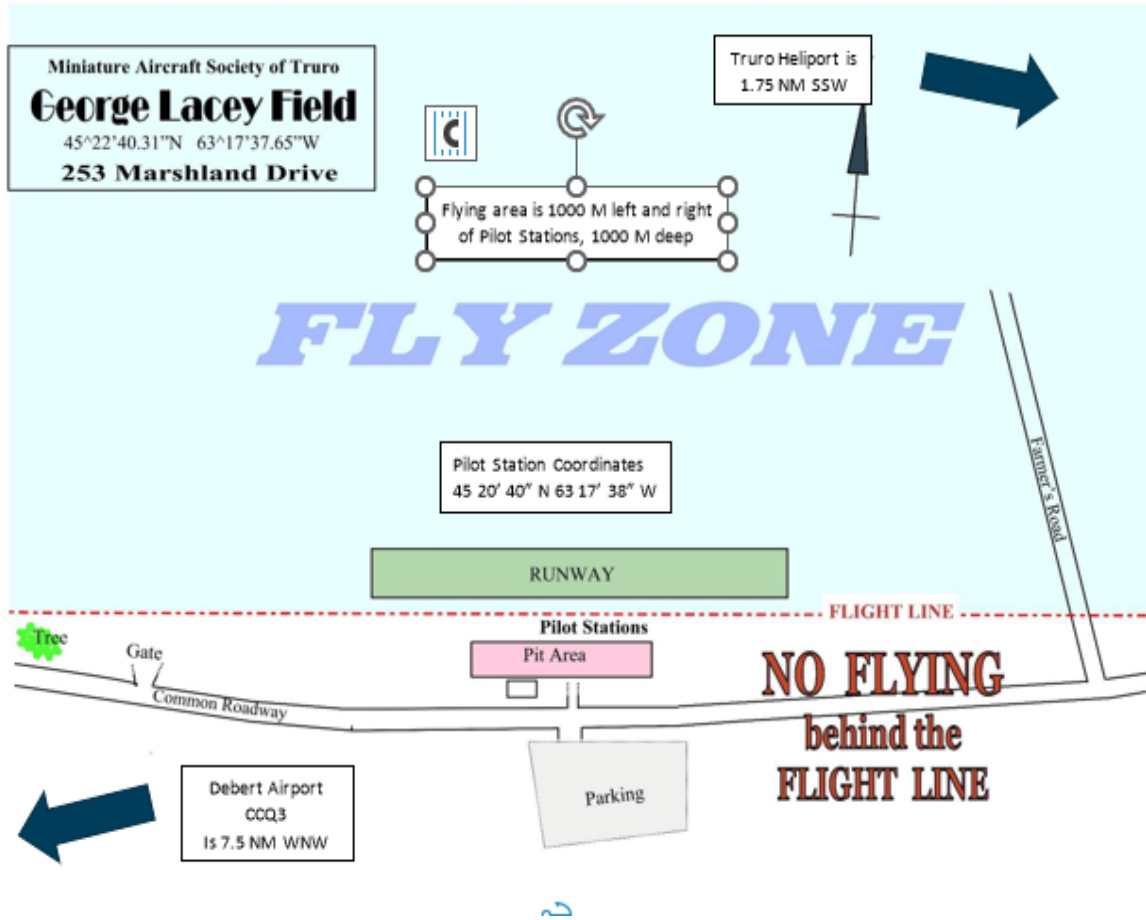 Miniature Aircraft Society of Truro
George Lacey Field
45^22'40.31"N 63^17'37.65"W
253 Marshland Drive
Truro Heliport is
1.75 NM SSW
Flying area is 1000 M left and right
of Pilot Stations, 1000 M deep
FLY ZONE
Pilot Station Coordinates
45 20' 40" N 63 17' 38" W
Farmer's Road
RUNWAY
FLIGHT LINE
Pilot Stations
Tree
Gate
Pit Area
Common Roadway
NO FLYING
behind the
FLIGHT LINE
Parking
Debert Airport
CCQ3
Is 7.5 NM WNW